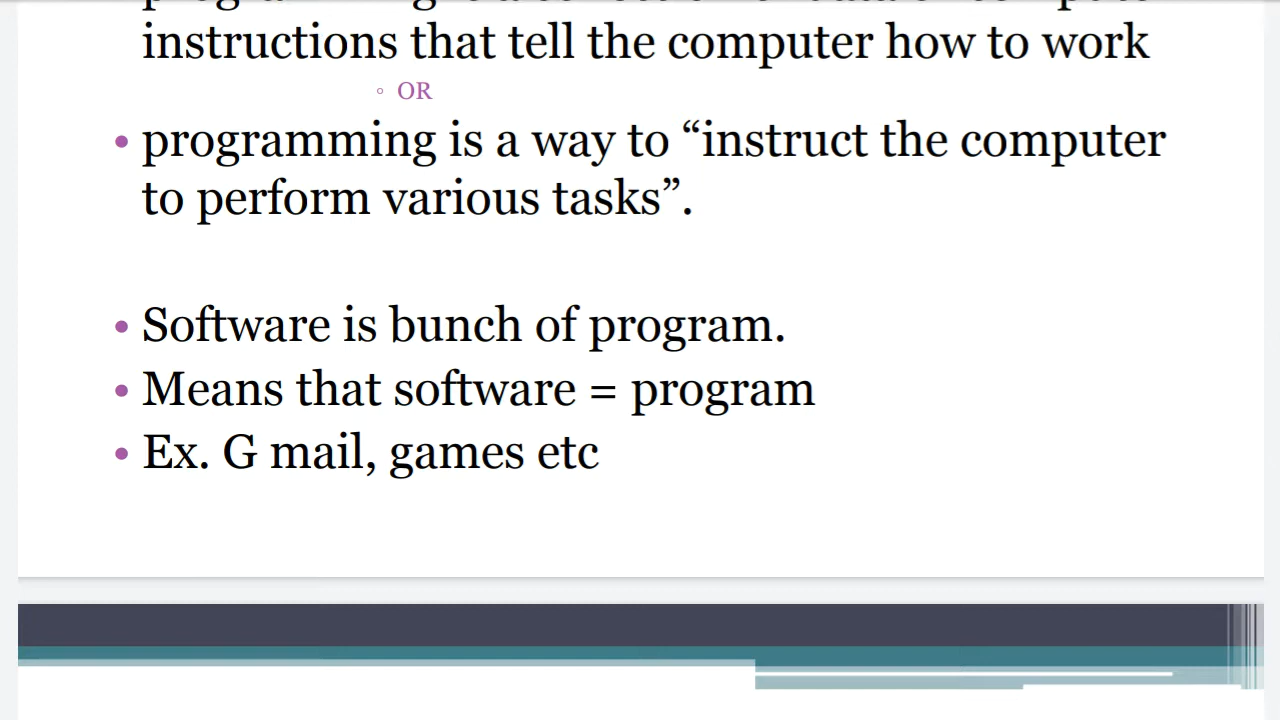 instructions that tell the computer how to work
◦ OR
• programming is a way to “instruct the computer
to perform various tasks”.
• Software is bunch of program.
• Means that software = program
• Ex. G mail, games etc